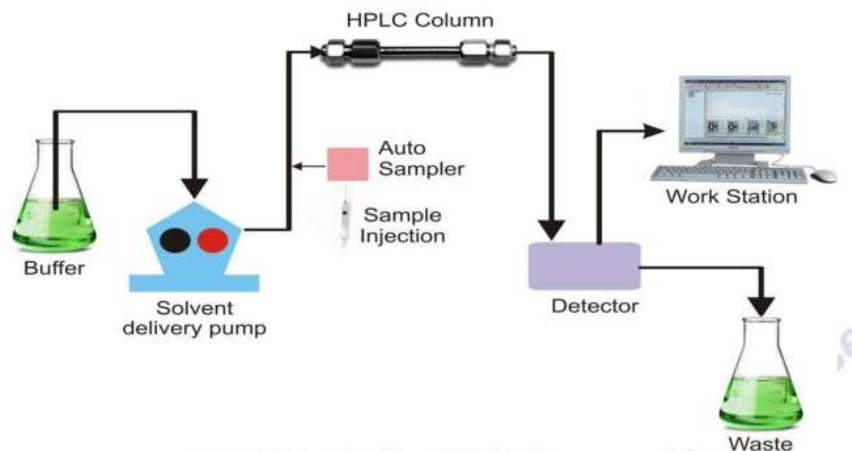 HPLC Column
Auto
Sampler
Sample
Injection
Work Station
Buffer
Solvent
delivery pump
Detector
Waste